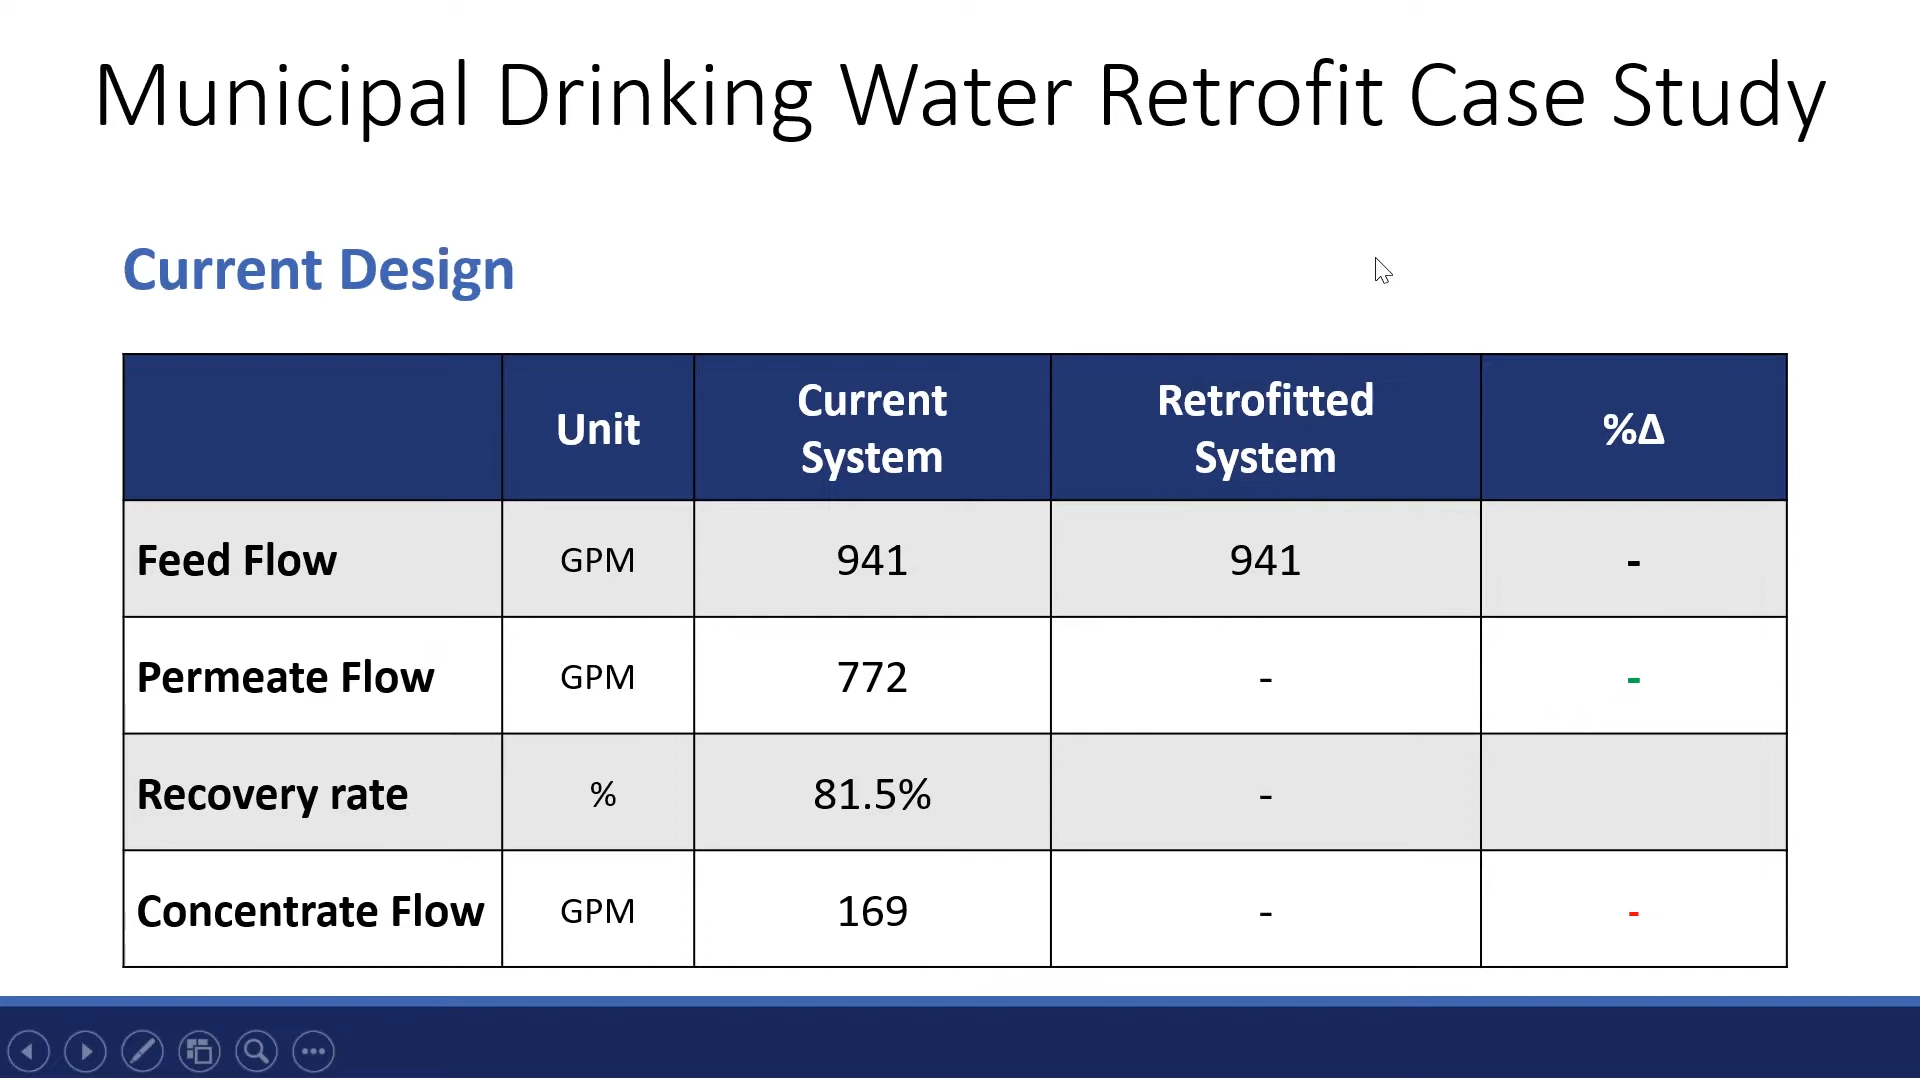 Municipal Drinking Water Retrofit Case Study
Current Design
Unit
Current
System
Retrofitted
System
%Δ
Feed Flow GPM 941 941 -
Permeate Flow GPM 772 - -
Recovery rate % 81.5% -
Concentrate Flow GPM 169 - -